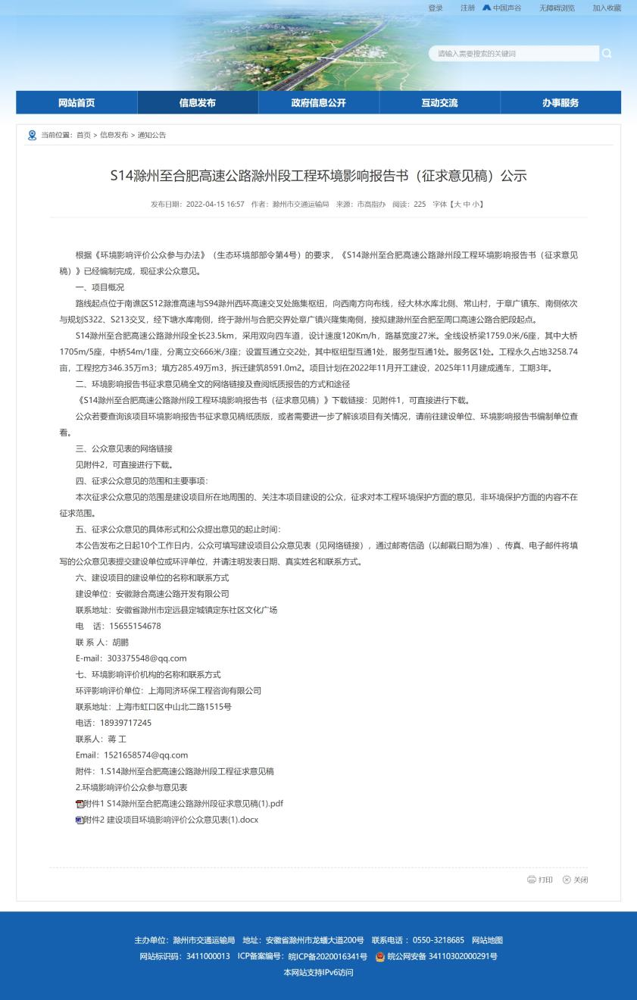 登录 注册 中国声谷 无障碍浏览 加入收藏
请输入需要搜索的关键词
网站首页 信息发布 政府信息公开 互动交流 办事服务
当前位置：首页 > 信息发布 > 通知公告
S14滁州至合肥高速公路滁州段工程环境影响报告书（征求意见稿）公示
发布日期：2022-04-15 16:57 作者：滁州市交通运输局 来源：市高指办 阅读：225 字体【大 中 小】
根据《环境影响评价公众参与办法》（生态环境部部令第4号）的要求，《S14滁州至合肥高速公路滁州段工程环境影响报告书（征求意见
稿）》已经编制完成，现征求公众意见。
一、项目概况
路线起点位于南谯区S12滁淮高速与S94滁州西环高速交叉处施集枢纽，向西南方向布线，经大林水库北侧、常山村，于章广镇东、南侧依次
与规划S322、S213交叉，经下塘水库南侧，终于滁州与合肥交界处章广镇兴隆集南侧，接拟建滁州至合肥至周口高速公路合肥段起点。
S14滁州至合肥高速公路滁州段全长23.5km，采用双向四车道，设计速度120Km/h，路基宽度27米。全线设桥梁1759.0米/6座，其中大桥
1705m/5座，中桥54m/1座，分离立交666米/3座；设置互通立交2处，其中枢纽型互通1处，服务型互通1处。服务区1处。工程永久占地3258.74
亩，工程挖方346.35万m3；填方285.49万m3，拆迁建筑8591.0m2。项目计划在2022年11月开工建设，2025年11月建成通车，工期3年。
二、环境影响报告书征求意见稿全文的网络链接及查阅纸质报告的方式和途径
《S14滁州至合肥高速公路滁州段工程环境影响报告书（征求意见稿）》下载链接：见附件1，可直接进行下载。
公众若要查询该项目环境影响报告书征求意见稿纸质版，或者需要进一步了解该项目有关情况，请前往建设单位、环境影响报告书编制单位查
看。
三、公众意见表的网络链接
见附件2，可直接进行下载。
四、征求公众意见的范围和主要事项：
本次征求公众意见的范围是建设项目所在地周围的、关注本项目建设的公众，征求对本工程环境保护方面的意见，非环境保护方面的内容不在
征求范围。
五、征求公众意见的具体形式和公众提出意见的起止时间：
本公告发布之日起10个工作日内，公众可填写建设项目公众意见表（见网络链接），通过邮寄信函（以邮戳日期为准）、传真、电子邮件将填
写的公众意见表提交建设单位或环评单位，并请注明发表日期、真实姓名和联系方式。
六、建设项目的建设单位的名称和联系方式
建设单位：安徽滁合高速公路开发有限公司
联系地址：安徽省滁州市定远县定城镇定东社区文化广场
电 话：15655154678
联 系 人：胡鹏
E-mail：303375548@qq.com
七、环境影响评价机构的名称和联系方式
环评影响评价单位：上海同济环保工程咨询有限公司
联系地址：上海市虹口区中山北二路1515号
电话：18939717245
联系人：蒋 工
Email：1521658574@qq.com
附件：1.S14滁州至合肥高速公路滁州段工程征求意见稿
2.环境影响评价公众参与意见表
附件1 S14滁州至合肥高速公路滁州段征求意见稿(1).pdf
附件2 建设项目环境影响评价公众意见表(1).docx
打印 关闭
主办单位：滁州市交通运输局 地址：安徽省滁州市龙蟠大道200号 联系电话 ：0550-3218685 网站地图
网站标识码：3411000013 ICP备案编号：皖ICP备2020016341号 皖公网安备 34110302000291号
本网站支持IPv6访问